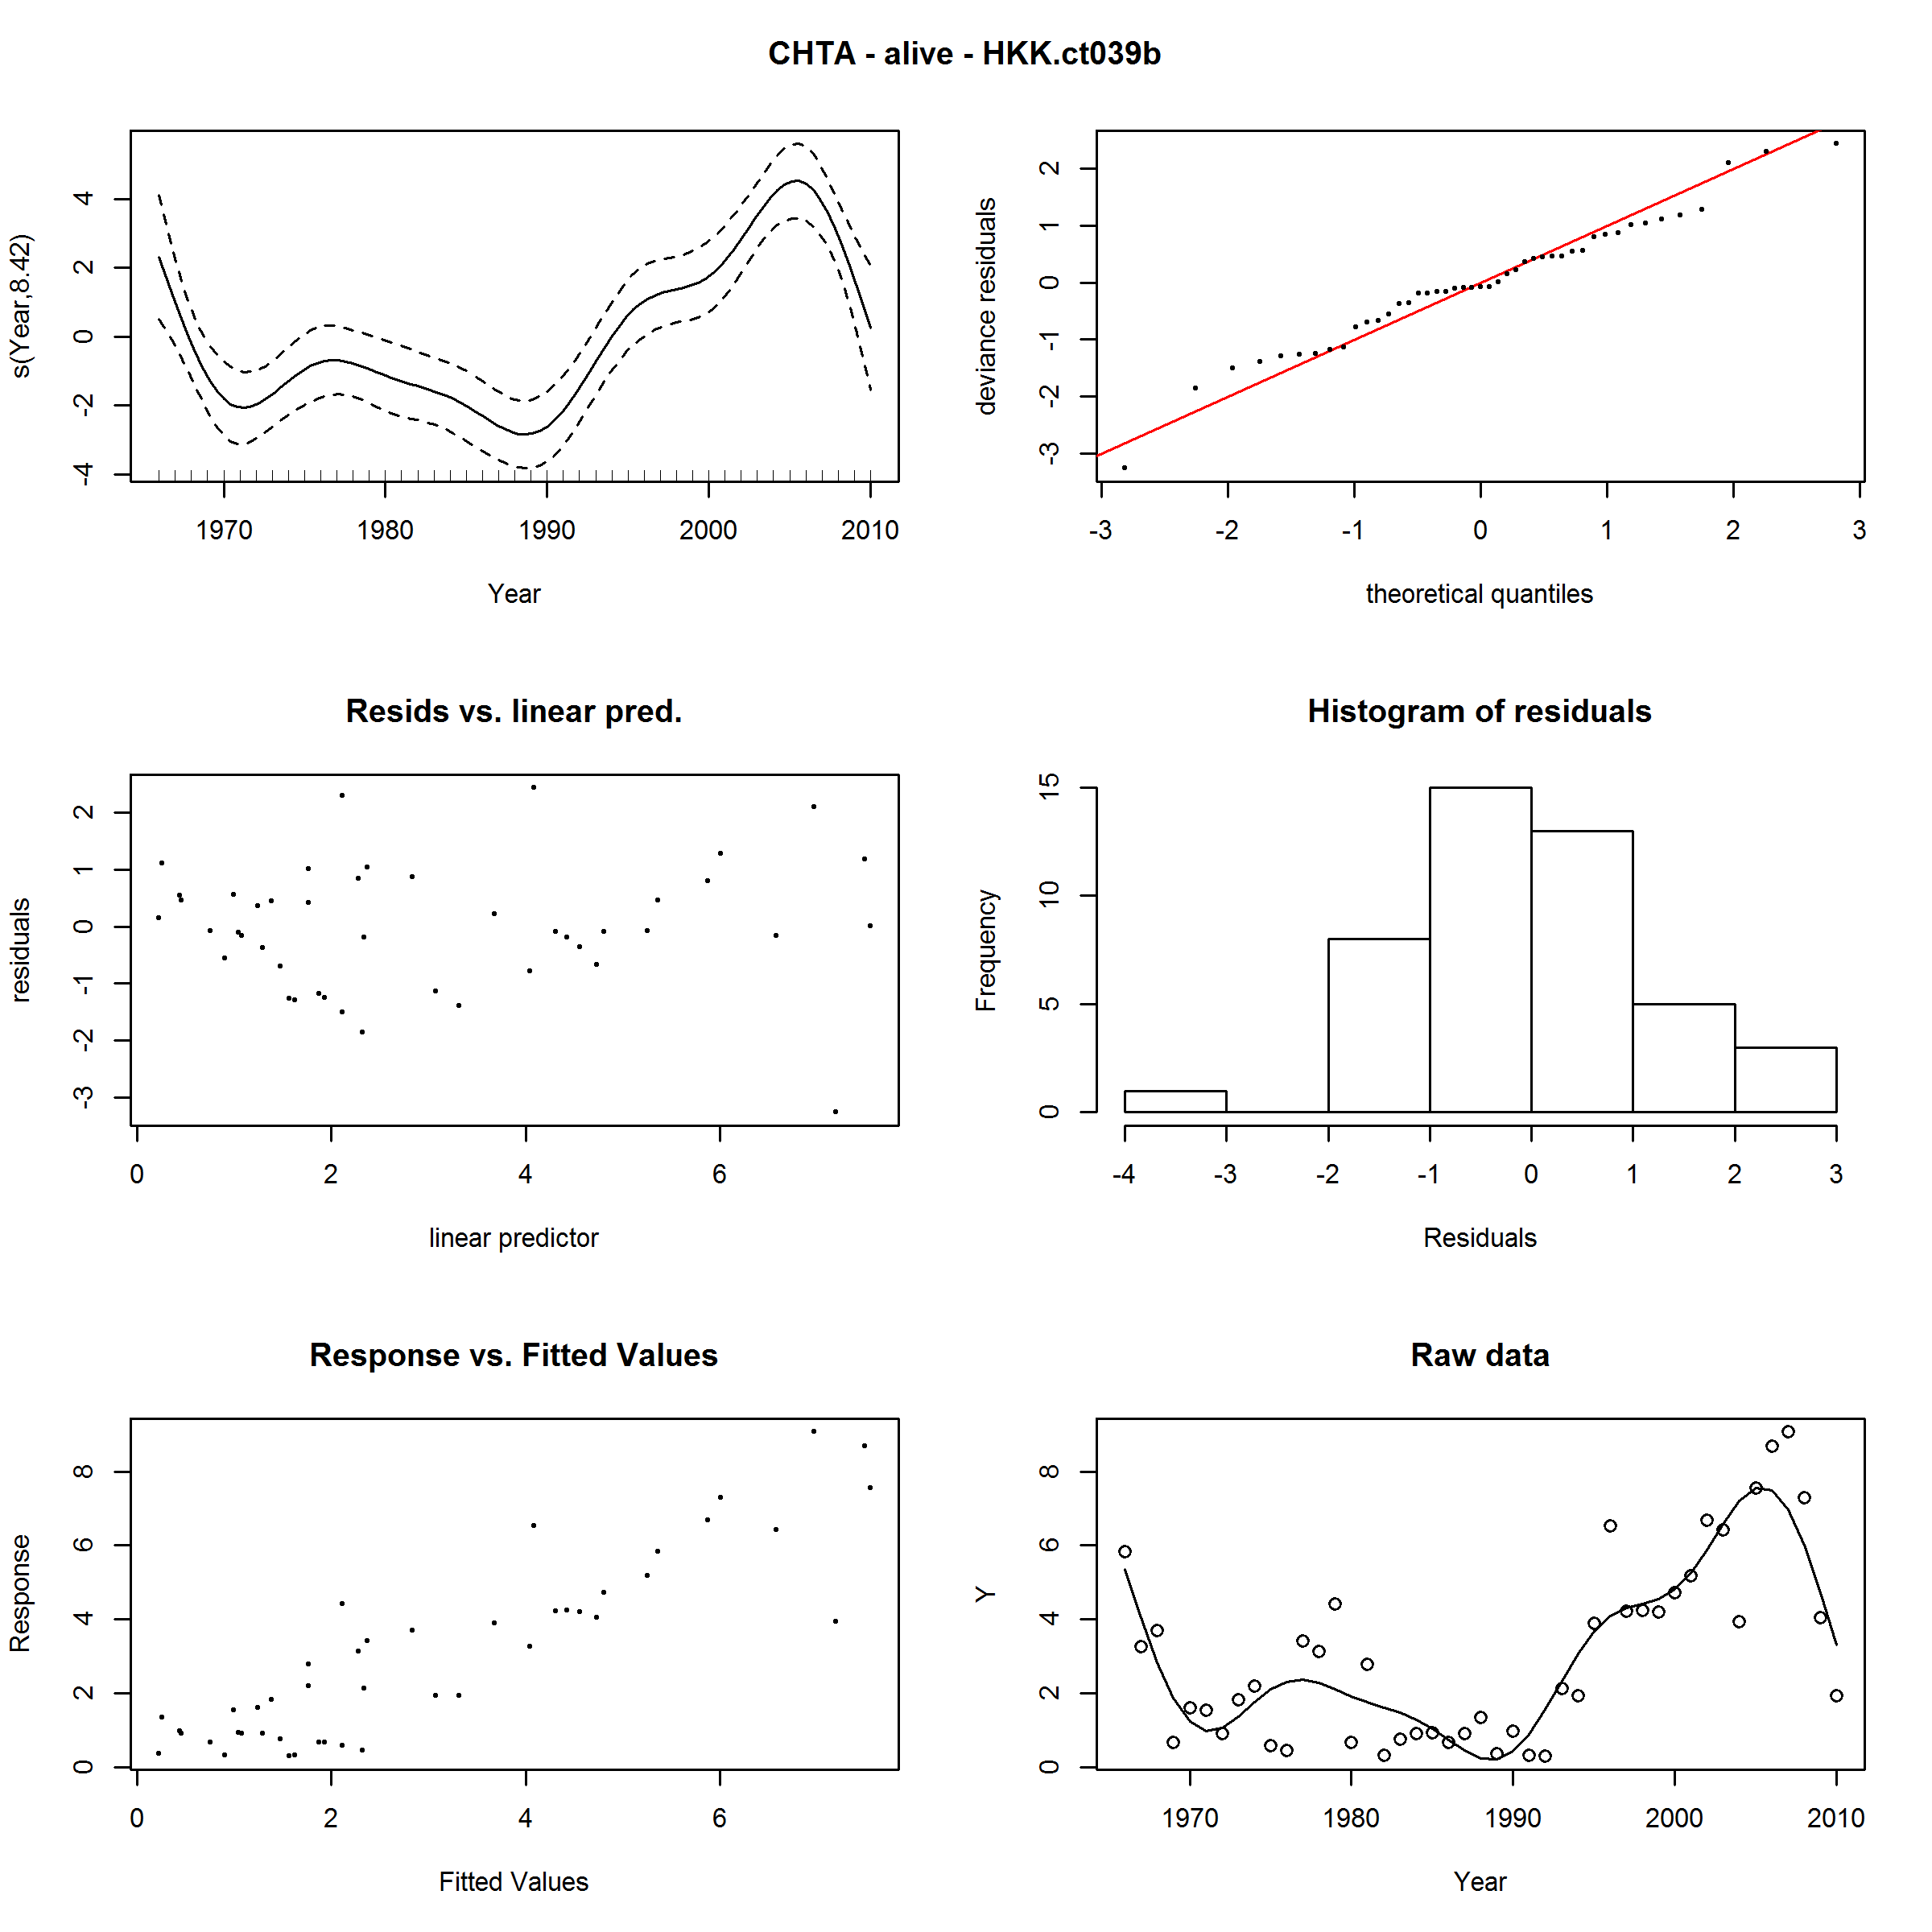 CHTA - alive - HKK.ct039b
s(Year,8.42)
4
2
0
-2
-4
1970 1980 1990 2000 2010
Year
deviance residuals
2
1
0
-1
-2
-3
-3 -2 -1 0 1 2 3
theoretical quantiles
Resids vs. linear pred.
residuals
2
1
0
-1
-2
-3
0 2 4 6
linear predictor
Histogram of residuals
Frequency
15
10
5
0
-4 -3 -2 -1 0 1 2 3
Residuals
Response vs. Fitted Values
Response
8
6
4
2
0
0 2 4 6
Fitted Values
Raw data
Y
8
6
4
2
0
1970 1980 1990 2000 2010
Year